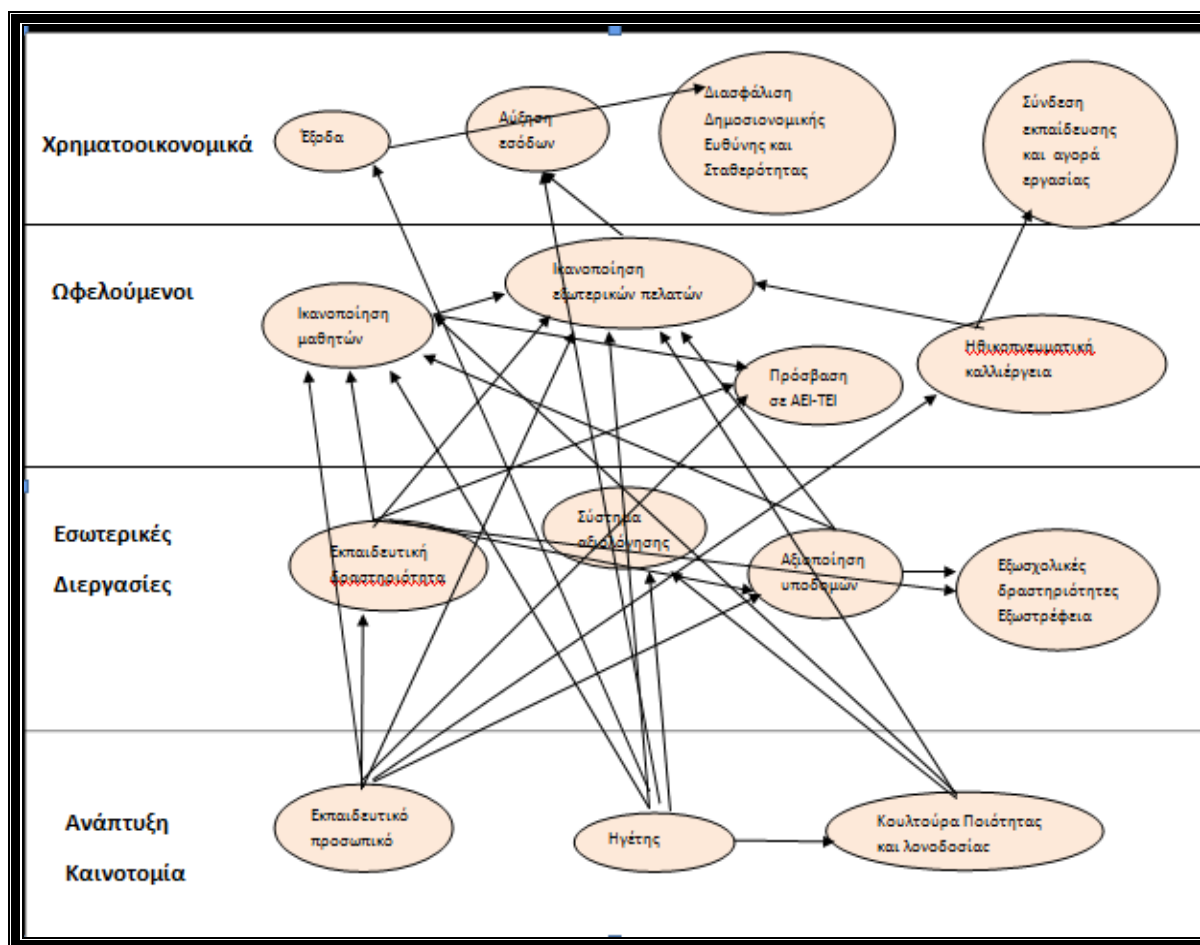 Χρηματοοικονομικά
Έξοδα
Αύξηση
εσόδων
Διασφάλιση
Δημοσιονομικής
Ευθύνης και
Σταθερότητας
Σύνδεση
εκπαίδευσης
και αγορά
εργασίας
Ωφελούμενοι
Ικανοποίηση
μαθητών
Ικανοποίηση
εξωτερικών πελατών
Πρόσβαση
σε ΑΕΙ-ΤΕΙ
Ηθικοπνευματική
καλλιέργεια
Εσωτερικές
Διεργασίες
Εκπαιδευτική
δραστηριότητα
Σύστημα
αξιολόγησης
Αξιοποίηση
υποδομών
Εξωσχολικές
δραστηριότητες
Εξωστρέφεια
Ανάπτυξη
Καινοτομία
Εκπαιδευτικό
προσωπικό
Ηγέτης
Κουλτούρα Ποιότητας
και λογοδοσίας